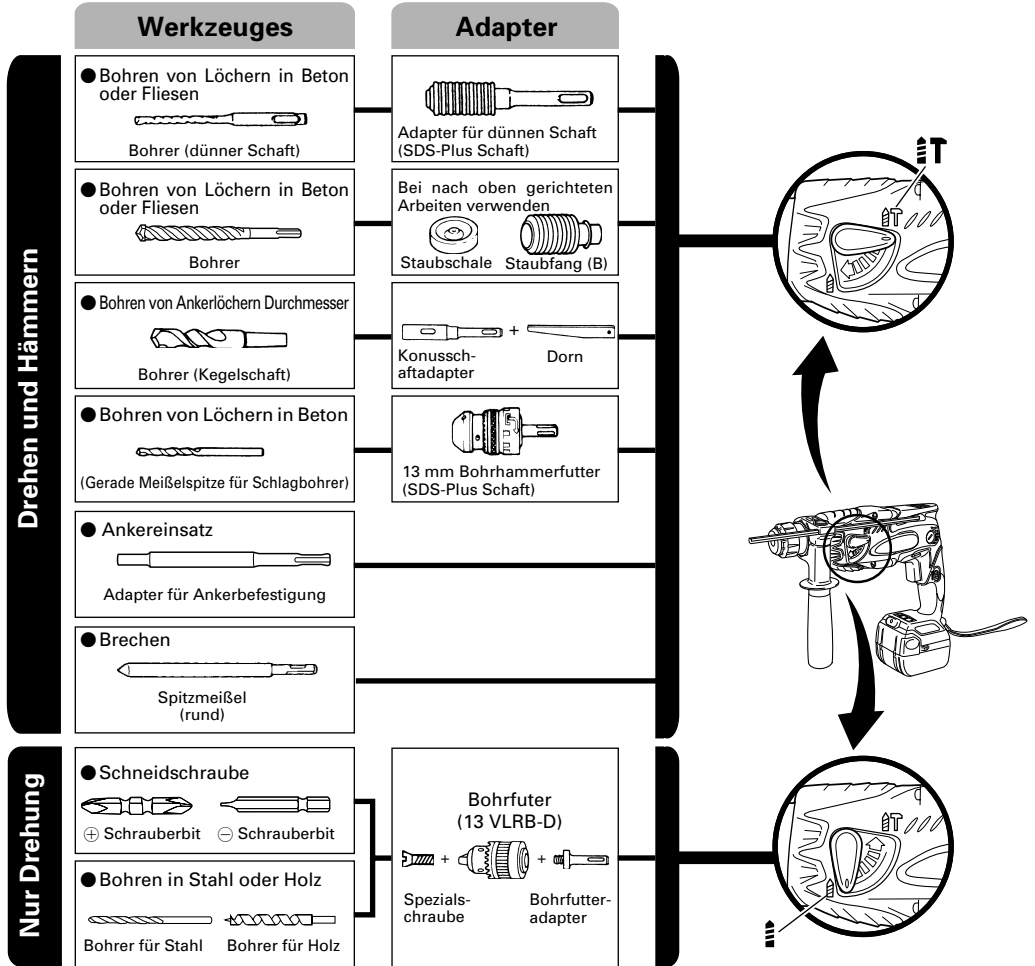 Werkzeuges
Adapter
Drehen und Hämmern
● Bohren von Löchern in Beton
oder Fliesen
Bohrer (dünner Schaft)
Adapter für dünnen Schaft
(SDS-Plus Schaft)
● Bohren von Löchern in Beton
oder Fliesen
Bohrer
Bei nach oben gerichteten
Arbeiten verwenden
Staubschale
Staubfang (B)
● Bohren von Ankerlöchern Durchmesser
Bohrer (Kegelschaft)
+
Konussch-
aftadapter
Dorn
● Bohren von Löchern in Beton
(Gerade Meißelspitze für Schlagbohrer)
13 mm Bohrhammerfutter
(SDS-Plus Schaft)
● Ankereinsatz
Adapter für Ankerbefestigung
● Brechen
Spitzmeißel
(rund)
Nur Drehung
● Schneidschraube
⊕ Schrauberbit
⊖ Schrauberbit
● Bohren in Stahl oder Holz
Bohrer für Stahl
Bohrer für Holz
Bohrfuter
(13 VLRB-D)
+
+
Spezials-
chraube
Bohrfutter-
adapter